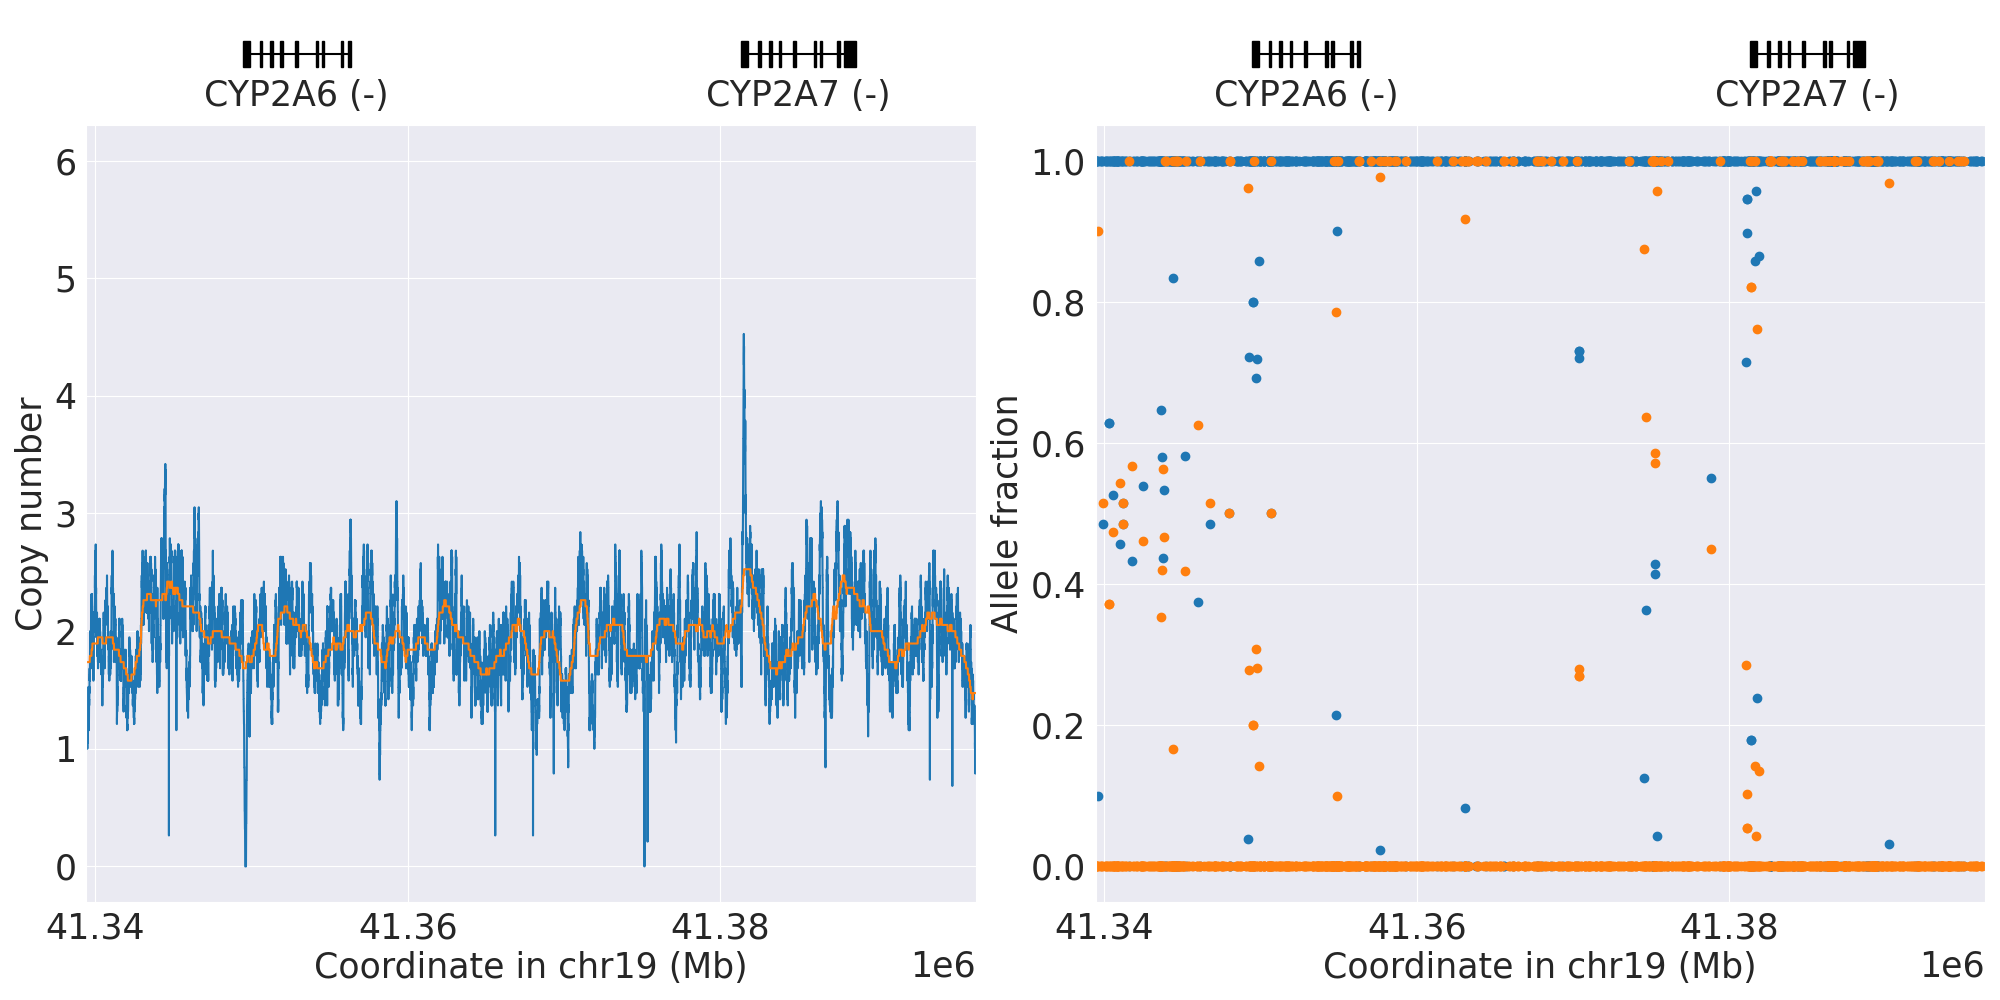 CYP2A6 (-)
CYP2A7 (-)
6
5
4
3
2
1
0
Copy number
41.34
41.36
41.38
Coordinate in chr19 (Mb)
1e6
CYP2A6 (-)
CYP2A7 (-)
1.0
0.8
0.6
0.4
0.2
0.0
Allele fraction
41.34
41.36
41.38
Coordinate in chr19 (Mb)
1e6